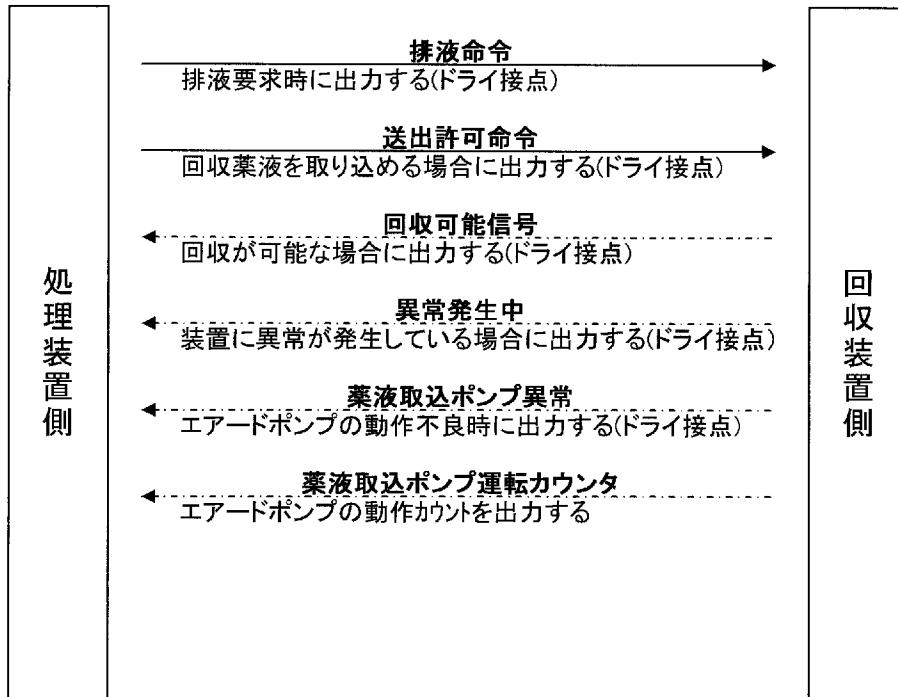 排液命令
排液要求時に出力する(ドライ接点)
送出許可命令
回収薬液を取り込める場合に出力する(ドライ接点)
回収可能信号
回収が可能な場合に出力する(ドライ接点)
異常発生中
装置に異常が発生している場合に出力する(ドライ接点)
薬液取込ポンプ異常
エアードポンプの動作不良時に出力する(ドライ接点)
薬液取込ポンプ運転カウンタ
エアードポンプの動作カウントを出力する
処理装置側
回収装置側